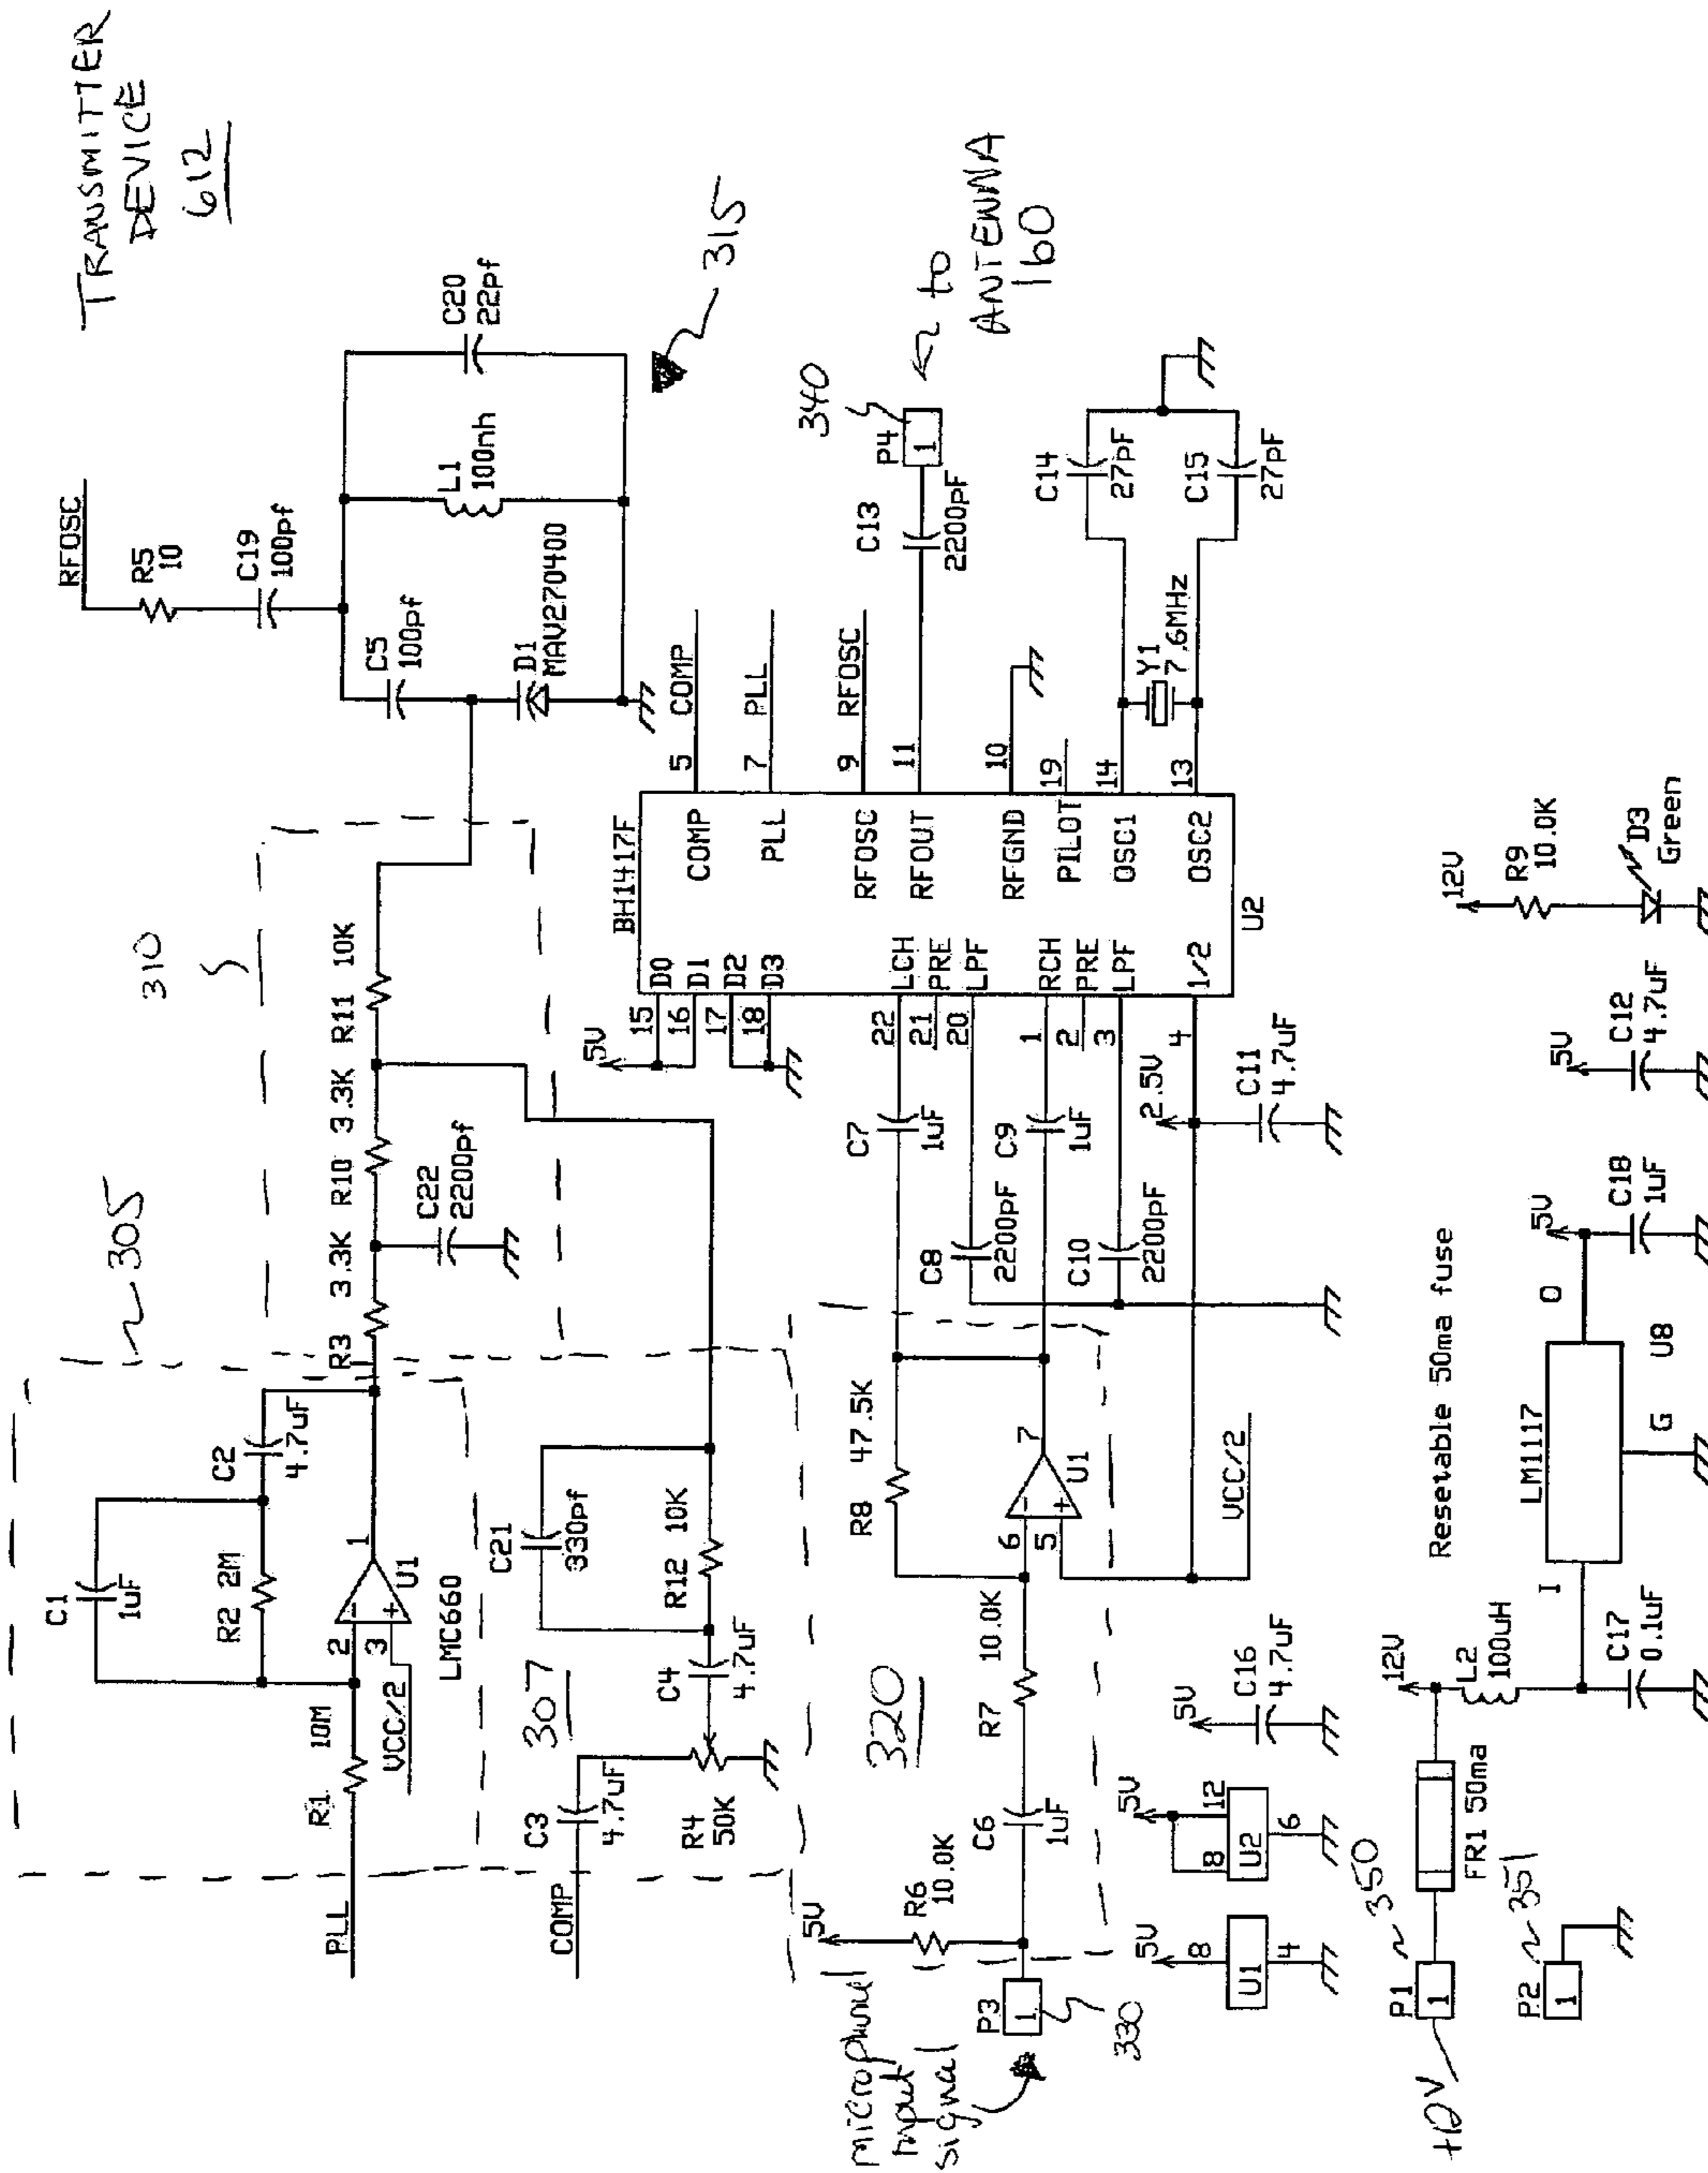 TRANSMITTER
DEVICE
612
305
310
315
C1
1uF
R2 2M
C2
4.7uF
PLL
R1
10M
2
3
1
U1
VCC/2
LMC660
R3 3.3K
R10 3.3K
R11 10K
C22
2200pf
RFOSC
R5
10
C19
100pf
C5
100pf
D1
MAV270400
L1
100nh
C20
22pf
307
COMP
C3
4.7uF
R4
50K
C4
4.7uF
C21
330pf
R12 10K
BH1417F
5V
15
16
17
18
D0
D1
D2
D3
22
21
20
1
2
3
4
LCH
PRE
LPF
RCH
PRE
LPF
1/2
U2
COMP
PLL
RFOSC
RFOUT
RFGND
PILOT
OSC1
OSC2
5 COMP
7 PLL
9 RFOSC
11
10
19
14
13
C13
2200pF
P4
1
340
to
ANTENNA
160
Y1
7.6MHz
C14
27pF
C15
27pF
320
microphone
input
signal
P3
1
330
5V
R6
10.0K
C6
1uF
R7
10.0K
R8 47.5K
6
5
7
U1
VCC/2
C7
1uF
C8
2200pF
C9
1uF
C10
2200pF
2.5V
C11
4.7uF
5V
8
U1
4
5V
8
12
U2
6
5V
C16
4.7uF
+12V
P1
1
350
FR1 50ma
Resetable 50ma fuse
P2
1
351
12V
L2
100uH
C17
0.1uF
LM1117
I
O
G
U8
5V
C18
1uF
5V
C12
4.7uF
12V
R9
10.0K
D3
Green